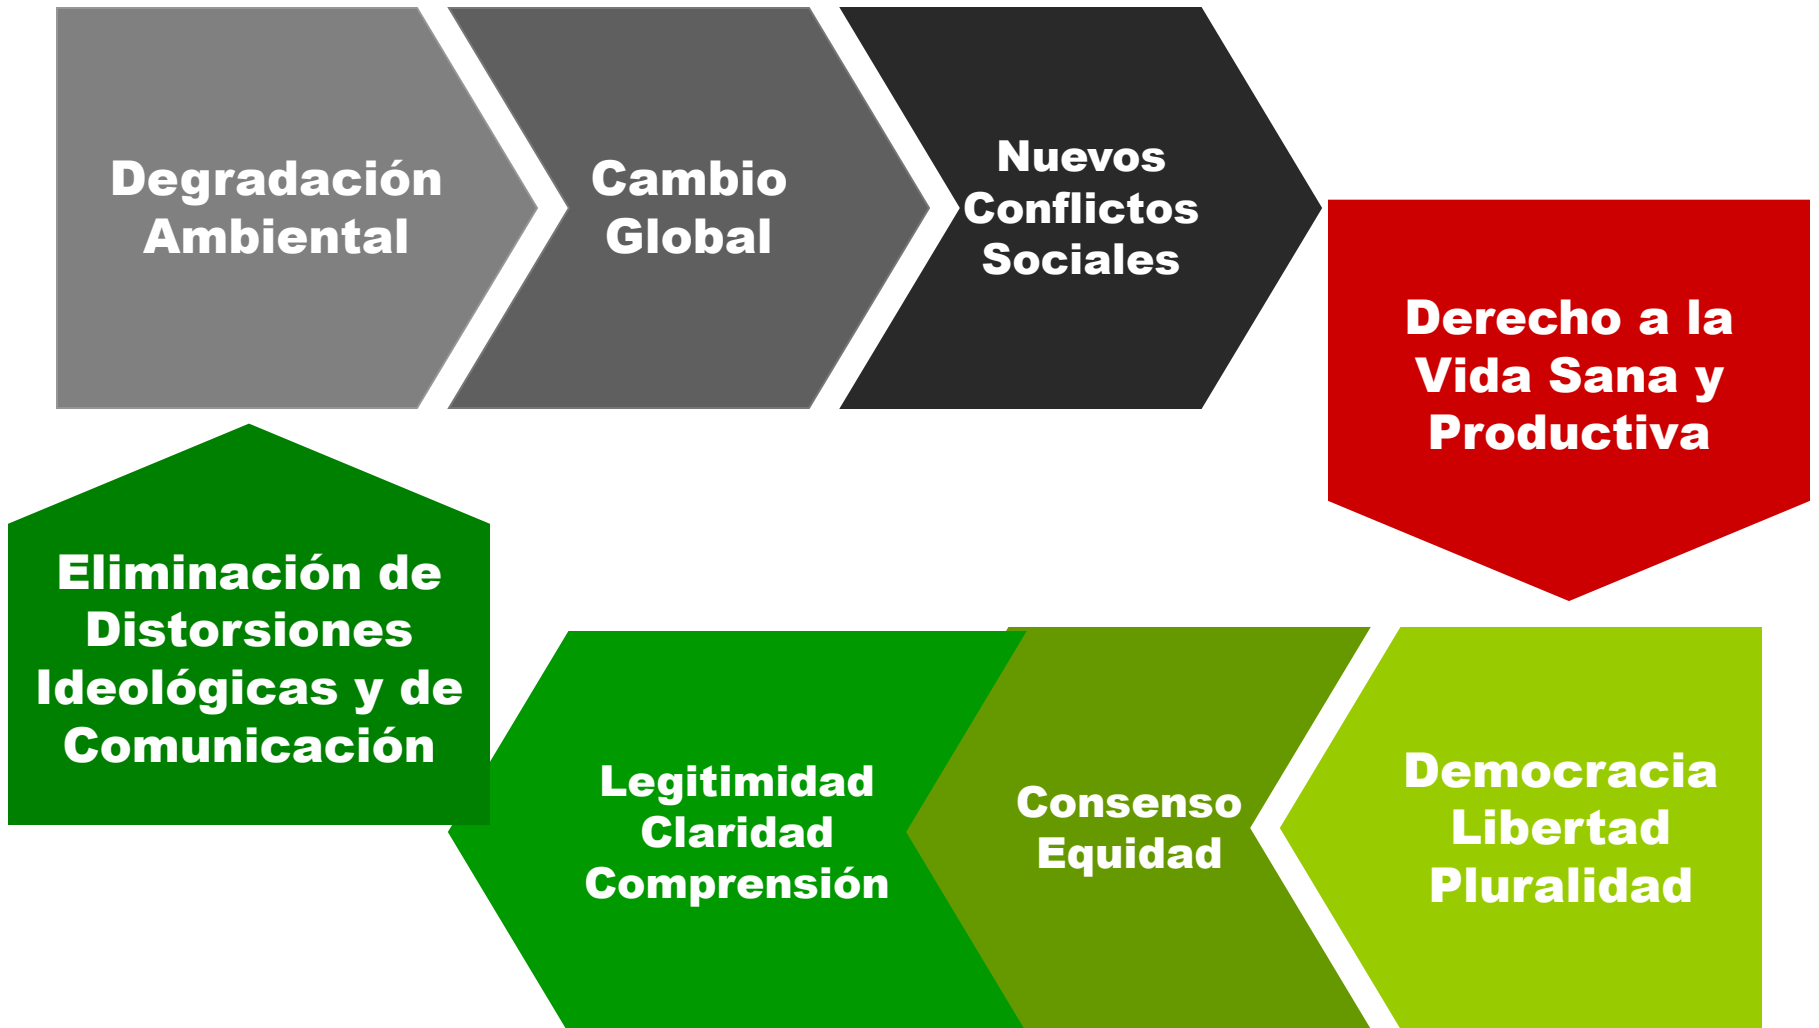 Degradación
Ambiental
Cambio
Global
Nuevos
Conflictos
Sociales
Derecho a la
Vida Sana y
Productiva
Democracia
Libertad
Pluralidad
Consenso
Equidad
Legitimidad
Claridad
Comprensión
Eliminación de
Distorsiones
Ideológicas y de
Comunicación